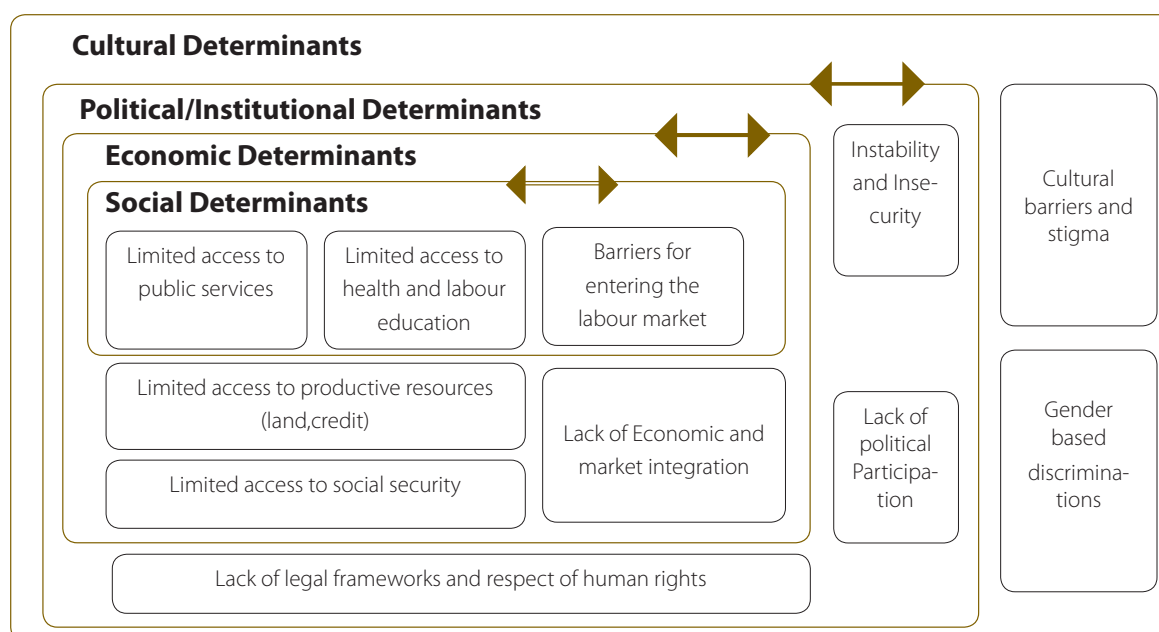 Cultural Determinants
Political/Institutional Determinants
Economic Determinants
Social Determinants
Limited access to
public services
Limited access to
health and labour
education
Barriers for
entering the
labour market
Limited access to productive resources
(land,credit)
Limited access to social security
Lack of Economic and
market integration
Lack of legal frameworks and respect of human rights
Instability
and Inse-
curity
Lack of
political
Participa-
tion
Cultural
barriers and
stigma
Gender
based
discrimina-
tions